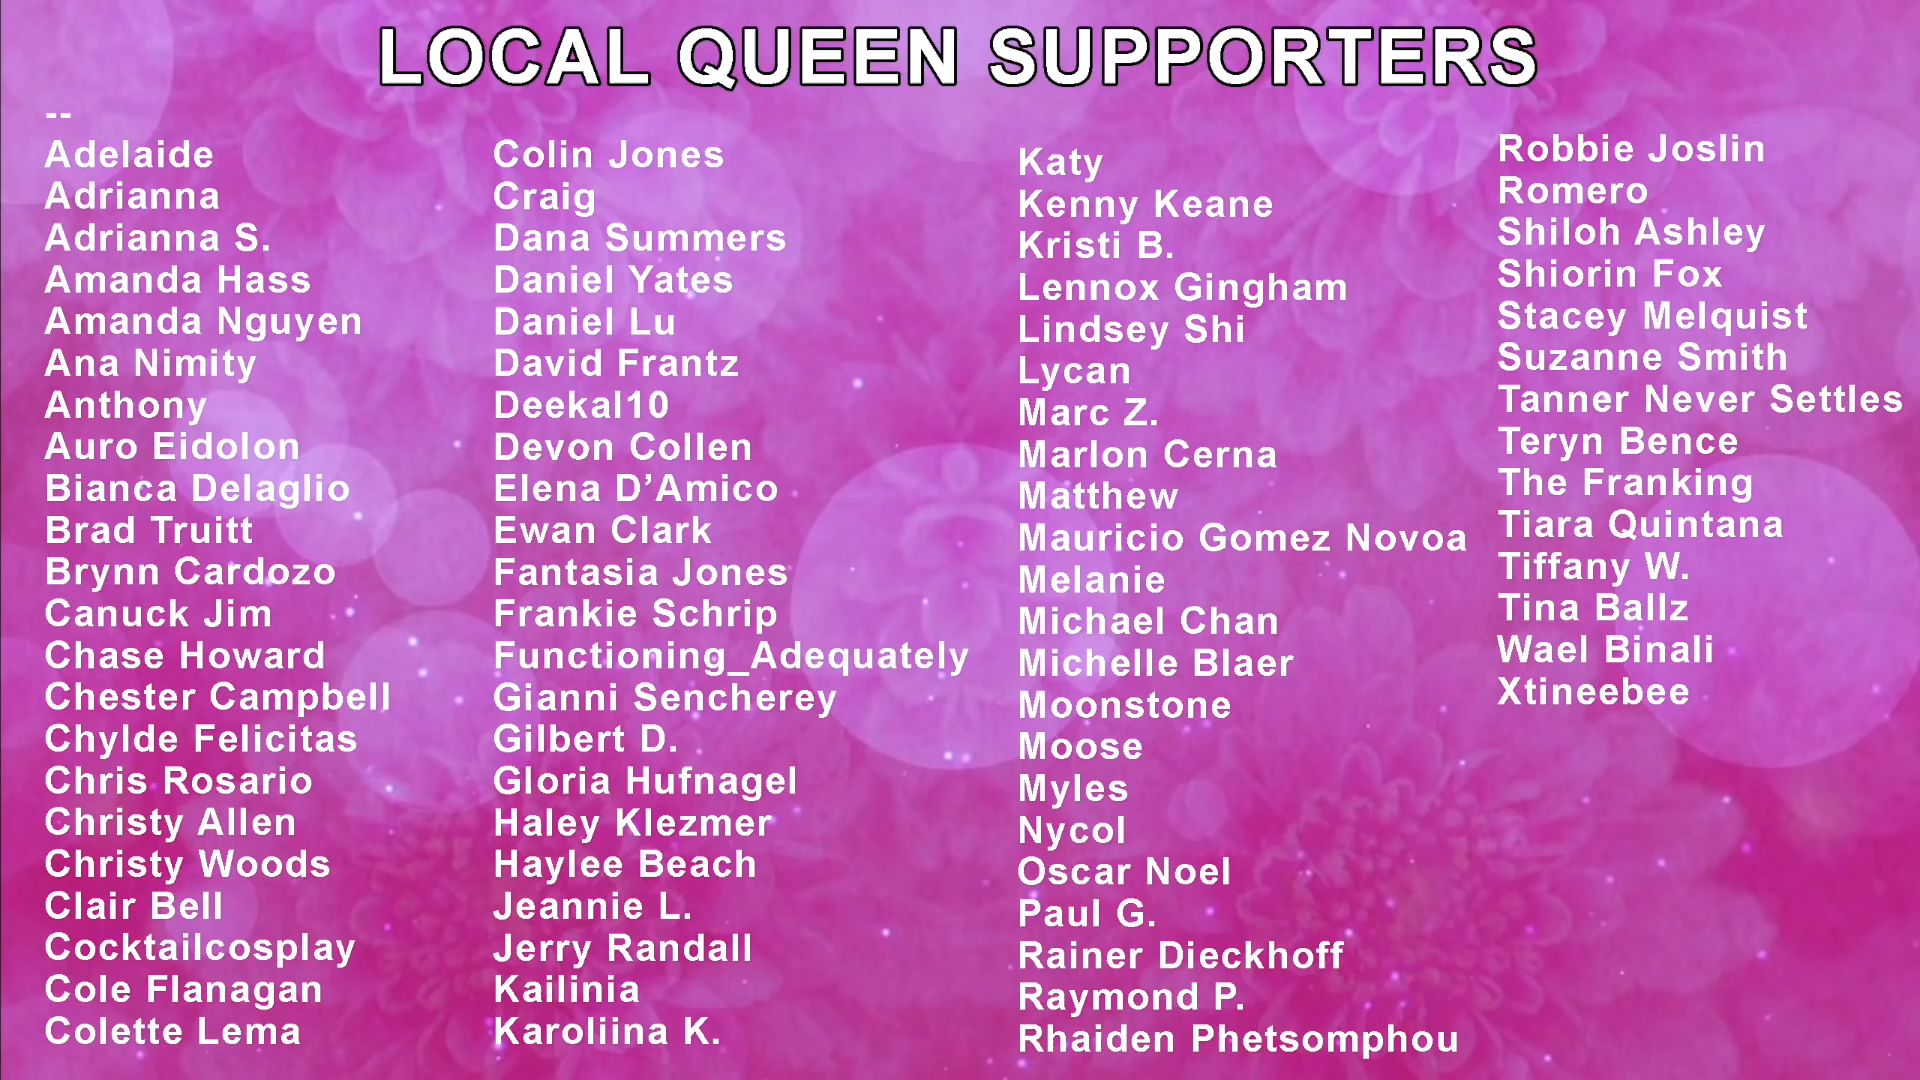 LOCAL QUEEN SUPPORTERS
--
Adelaide
Adrianna
Adrianna S.
Amanda Hass
Amanda Nguyen
Ana Nimity
Anthony
Auro Eidolon
Bianca Delaglio
Brad Truitt
Brynn Cardozo
Canuck Jim
Chase Howard
Chester Campbell
Chylde Felicitas
Chris Rosario
Christy Allen
Christy Woods
Clair Bell
Cocktailcosplay
Cole Flanagan
Colette Lema
Colin Jones
Craig
Dana Summers
Daniel Yates
Daniel Lu
David Frantz
Deekal10
Devon Collen
Elena D’Amico
Ewan Clark
Fantasia Jones
Frankie Schrip
Functioning_Adequately
Gianni Sencherey
Gilbert D.
Gloria Hufnagel
Haley Klezmer
Haylee Beach
Jeannie L.
Jerry Randall
Kailinia
Karoliina K.
Katy
Kenny Keane
Kristi B.
Lennox Gingham
Lindsey Shi
Lycan
Marc Z.
Marlon Cerna
Matthew
Mauricio Gomez Novoa
Melanie
Michael Chan
Michelle Blaer
Moonstone
Moose
Myles
Nycol
Oscar Noel
Paul G.
Rainer Dieckhoff
Raymond P.
Rhaiden Phetsomphou
Robbie Joslin
Romero
Shiloh Ashley
Shiorin Fox
Stacey Melquist
Suzanne Smith
Tanner Never Settles
Teryn Bence
The Franking
Tiara Quintana
Tiffany W.
Tina Ballz
Wael Binali
Xtineebee